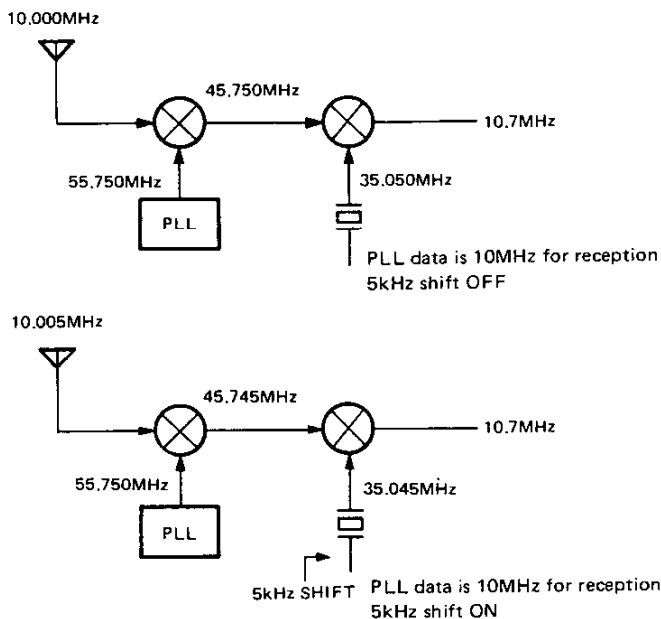 10.000MHz
45.750MHz
10.7MHz
55.750MHz
35.050MHz
PLL
PLL data is 10MHz for reception
5kHz shift OFF
10.005MHz
45.745MHz
10.7MHz
55.750MHz
35.045MHz
PLL
5kHz SHIFT
PLL data is 10MHz for reception
5kHz shift ON